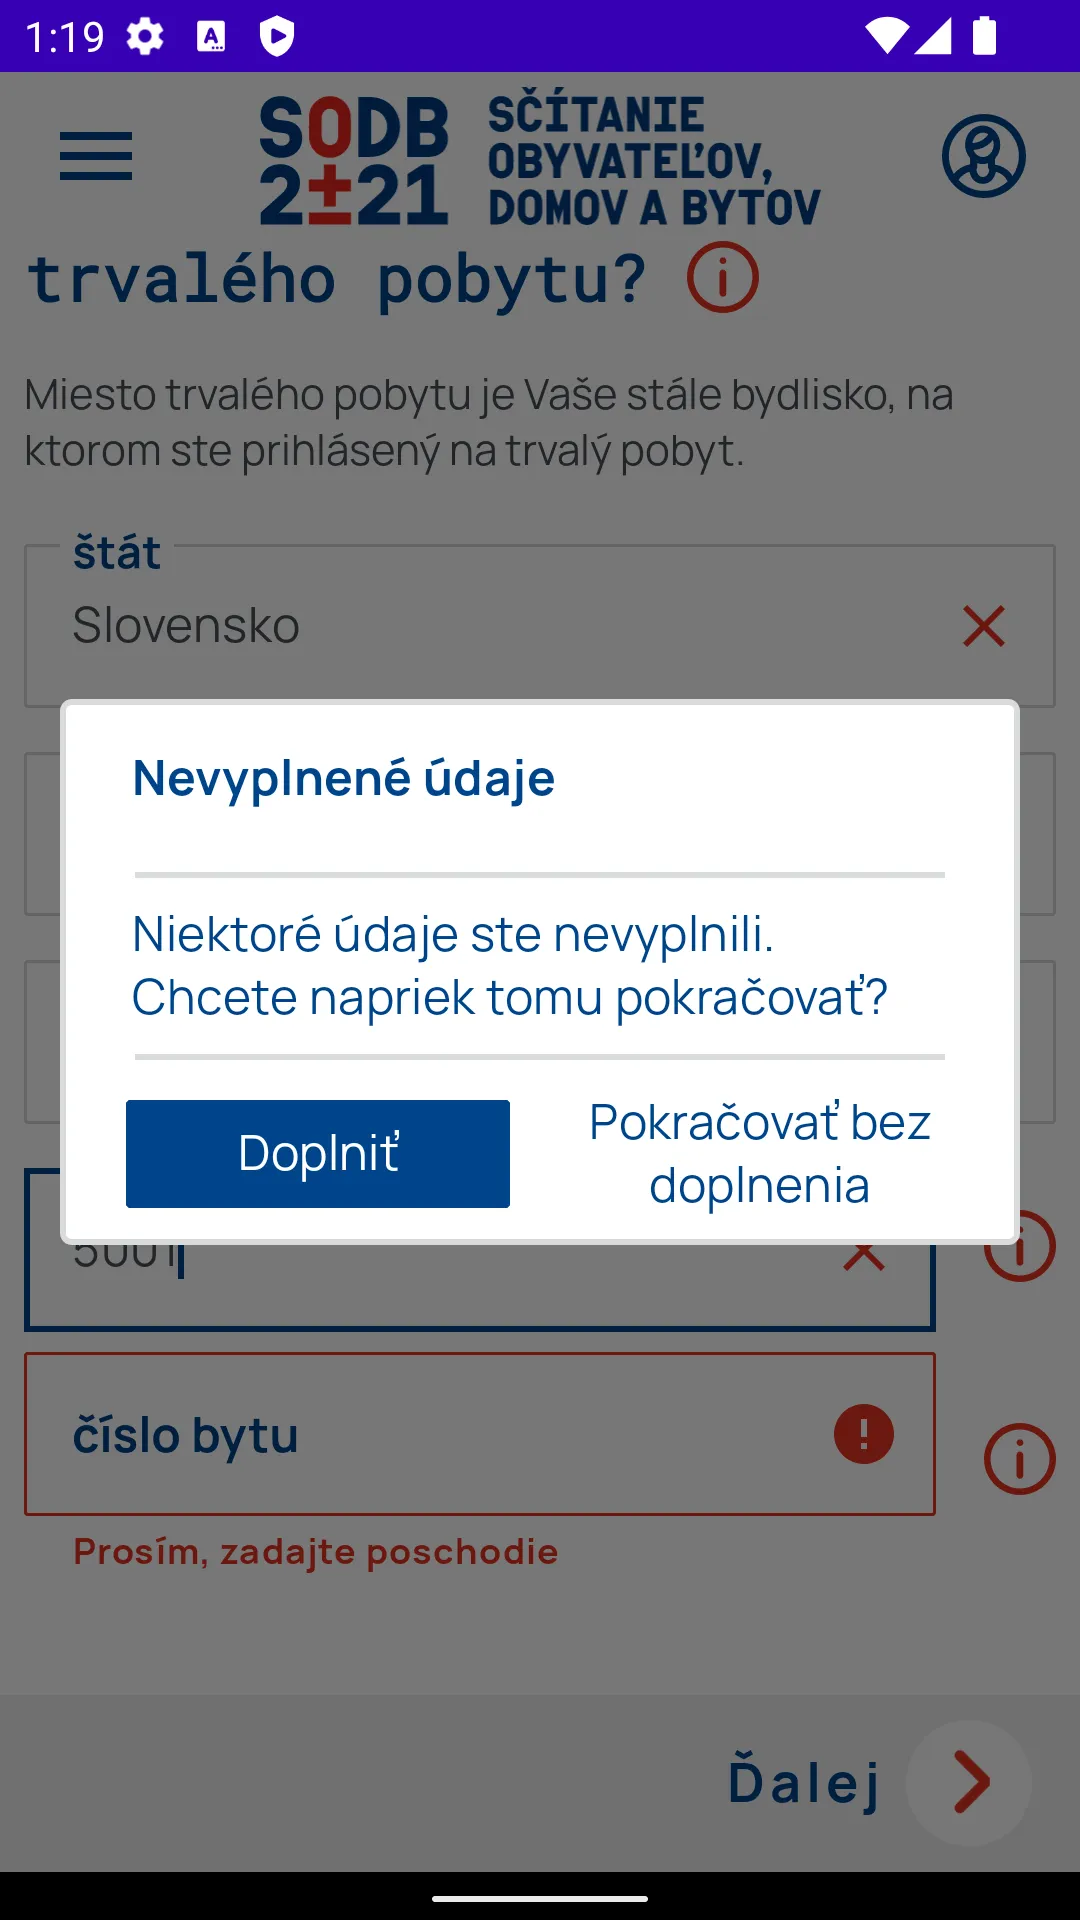 1:19
SODB
2±21
SČÍTANIE
OBYVATEĽOV,
DOMOV A BYTOV
trvalého pobytu?
Miesto trvalého pobytu je Vaše stále bydlisko, na
ktorom ste prihlásený na trvalý pobyt.
štát
Slovensko
Nevyplnené údaje
Niektoré údaje ste nevyplnili.
Chcete napriek tomu pokračovať?
Doplniť
Pokračovať bez
doplnenia
5001
číslo bytu
Prosím, zadajte poschodie
Ďalej